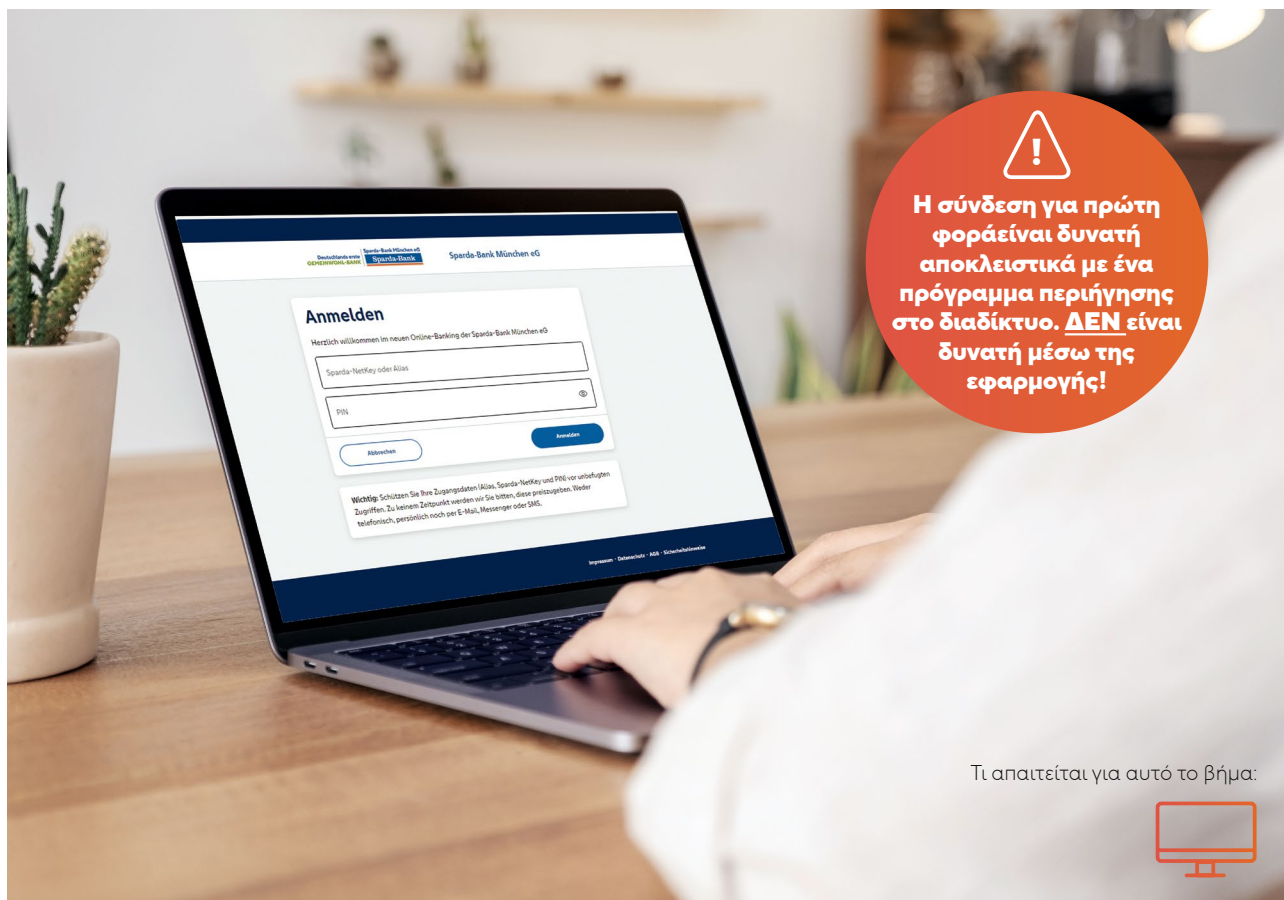 Deutschlands erste
GEMEINWOHL-BANK
Sparda-Bank München eG
Sparda-Bank
Sparda-Bank München eG
Anmelden
Herzlich willkommen im neuen Online-Banking der Sparda-Bank München eG
Sparda-NetKey oder Alias
PIN
Abbrechen
Anmelden
Wichtig: Schützen Sie Ihre Zugangsdaten (Alias, Sparda-NetKey und PIN) vor unbefugten
Zugriffen. Zu keinem Zeitpunkt werden wir Sie bitten, diese preiszugeben. Weder
telefonisch, persönlich noch per E-Mail, Messenger oder SMS.
Impressum · Datenschutz · AGB · Sicherheitshinweise
!
Η σύνδεση για πρώτη
φοράείναι δυνατή
αποκλειστικά με ένα
πρόγραμμα περιήγησης
στο διαδίκτυο. ΔΕΝ είναι
δυνατή μέσω της
εφαρμογής!
Τι απαιτείται για αυτό το βήμα: